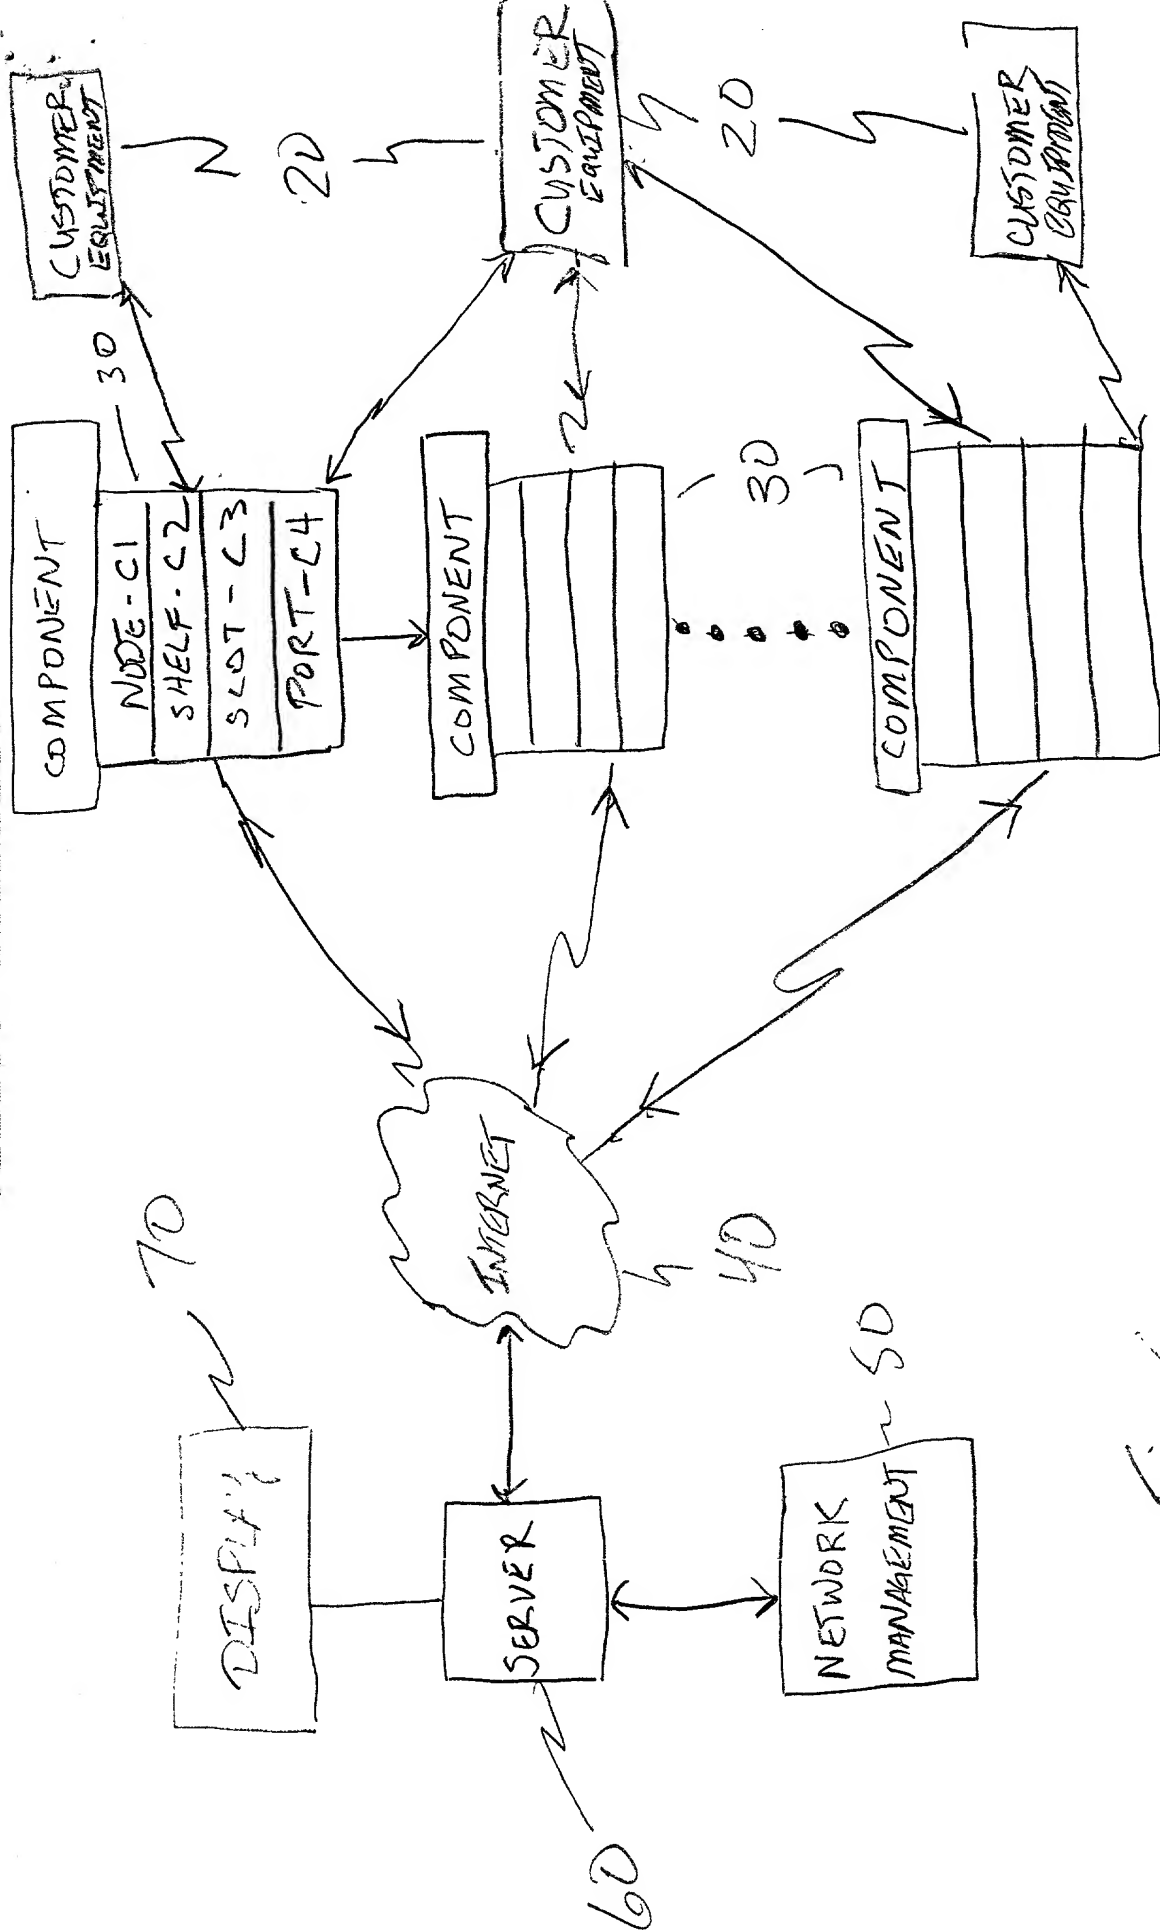 70
DISPLAY
SERVER
60
NETWORK
MANAGEMENT
50
INTERNET
40
COMPONENT
NODE-C1
SHELF-C2
SLOT-C3
PORT-C4
30
COMPONENT
30
COMPONENT
CUSTOMER
EQUIPMENT
20
CUSTOMER
EQUIPMENT
20
CUSTOMER
EQUIPMENT